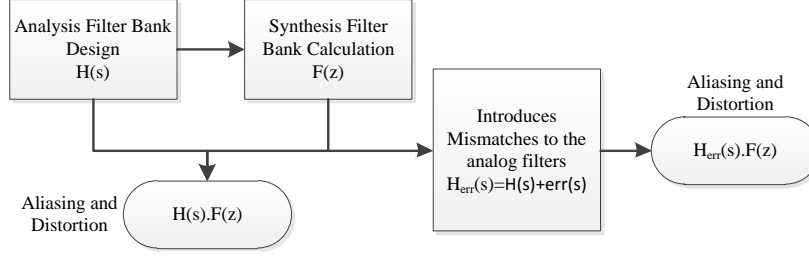 Analysis Filter Bank
Design
H(s)
Synthesis Filter
Bank Calculation
F(z)
Introduces
Mismatches to the
analog filters
Herr(s)=H(s)+err(s)
Aliasing and
Distortion
Herr(s).F(z)
Aliasing and
Distortion
H(s).F(z)